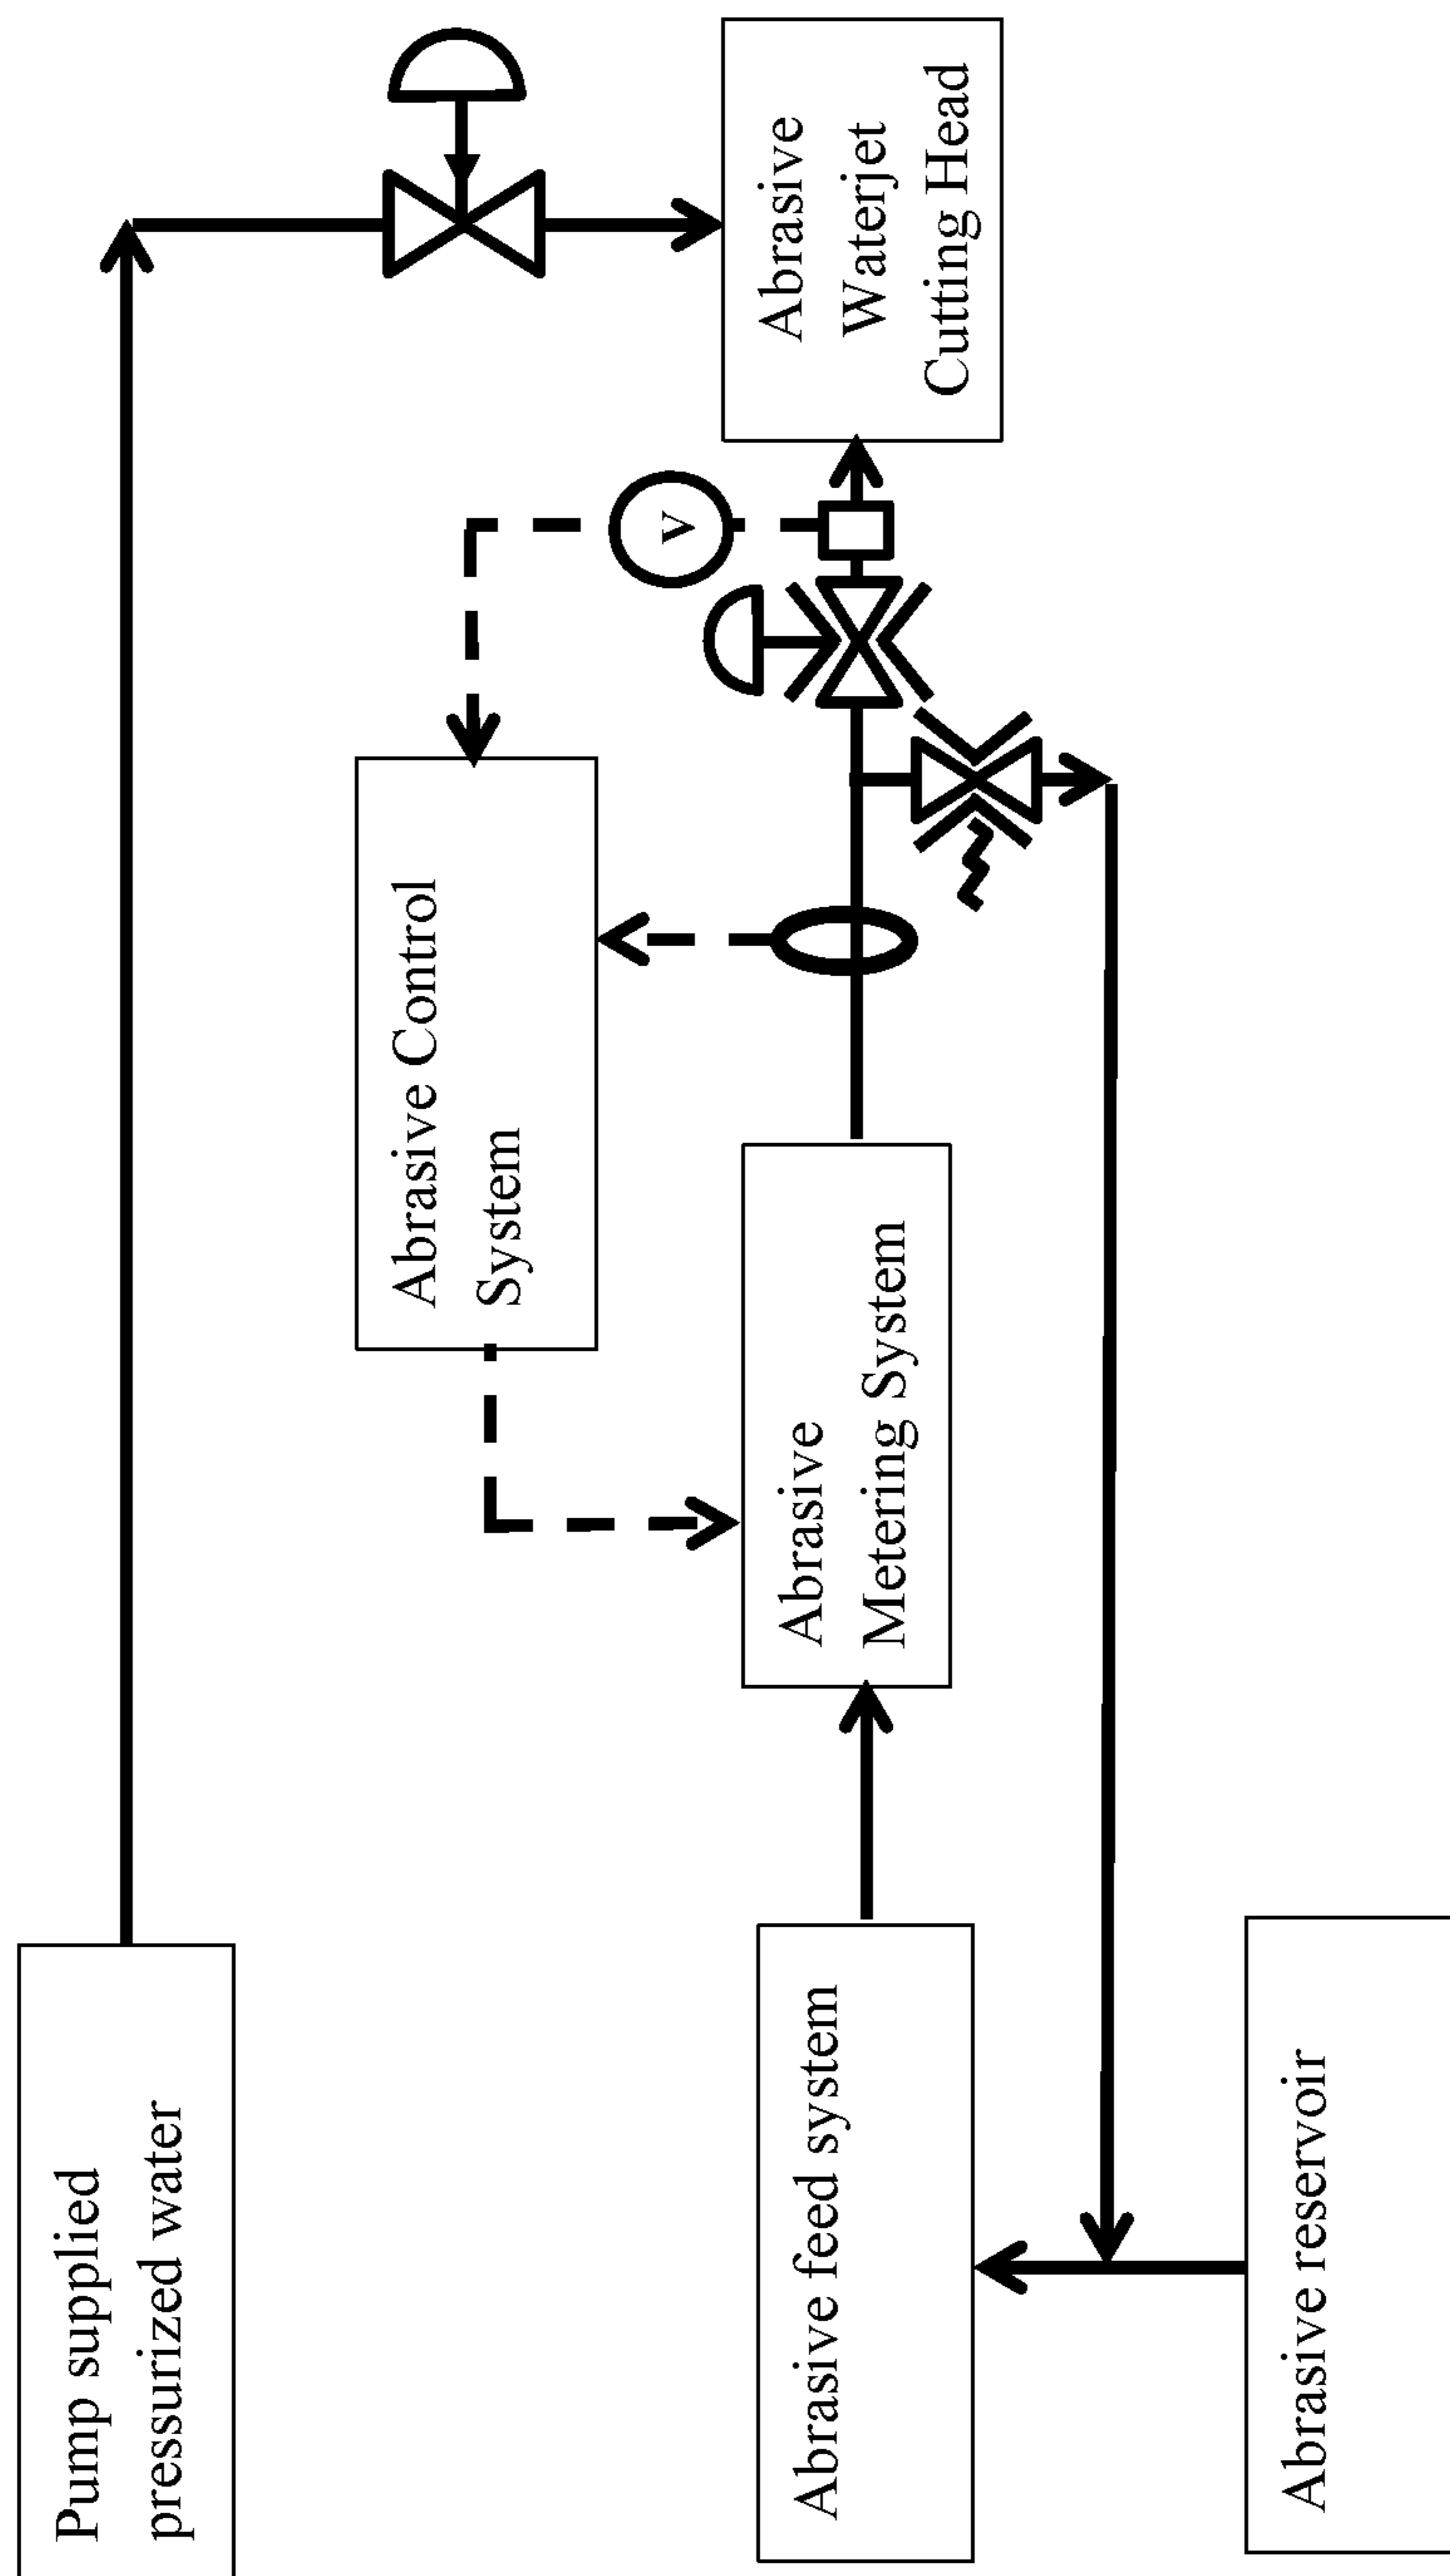 Pump supplied
pressurized water
Abrasive Control
System
v
Abrasive
Waterjet
Cutting Head
Abrasive
Metering System
Abrasive feed system
Abrasive reservoir